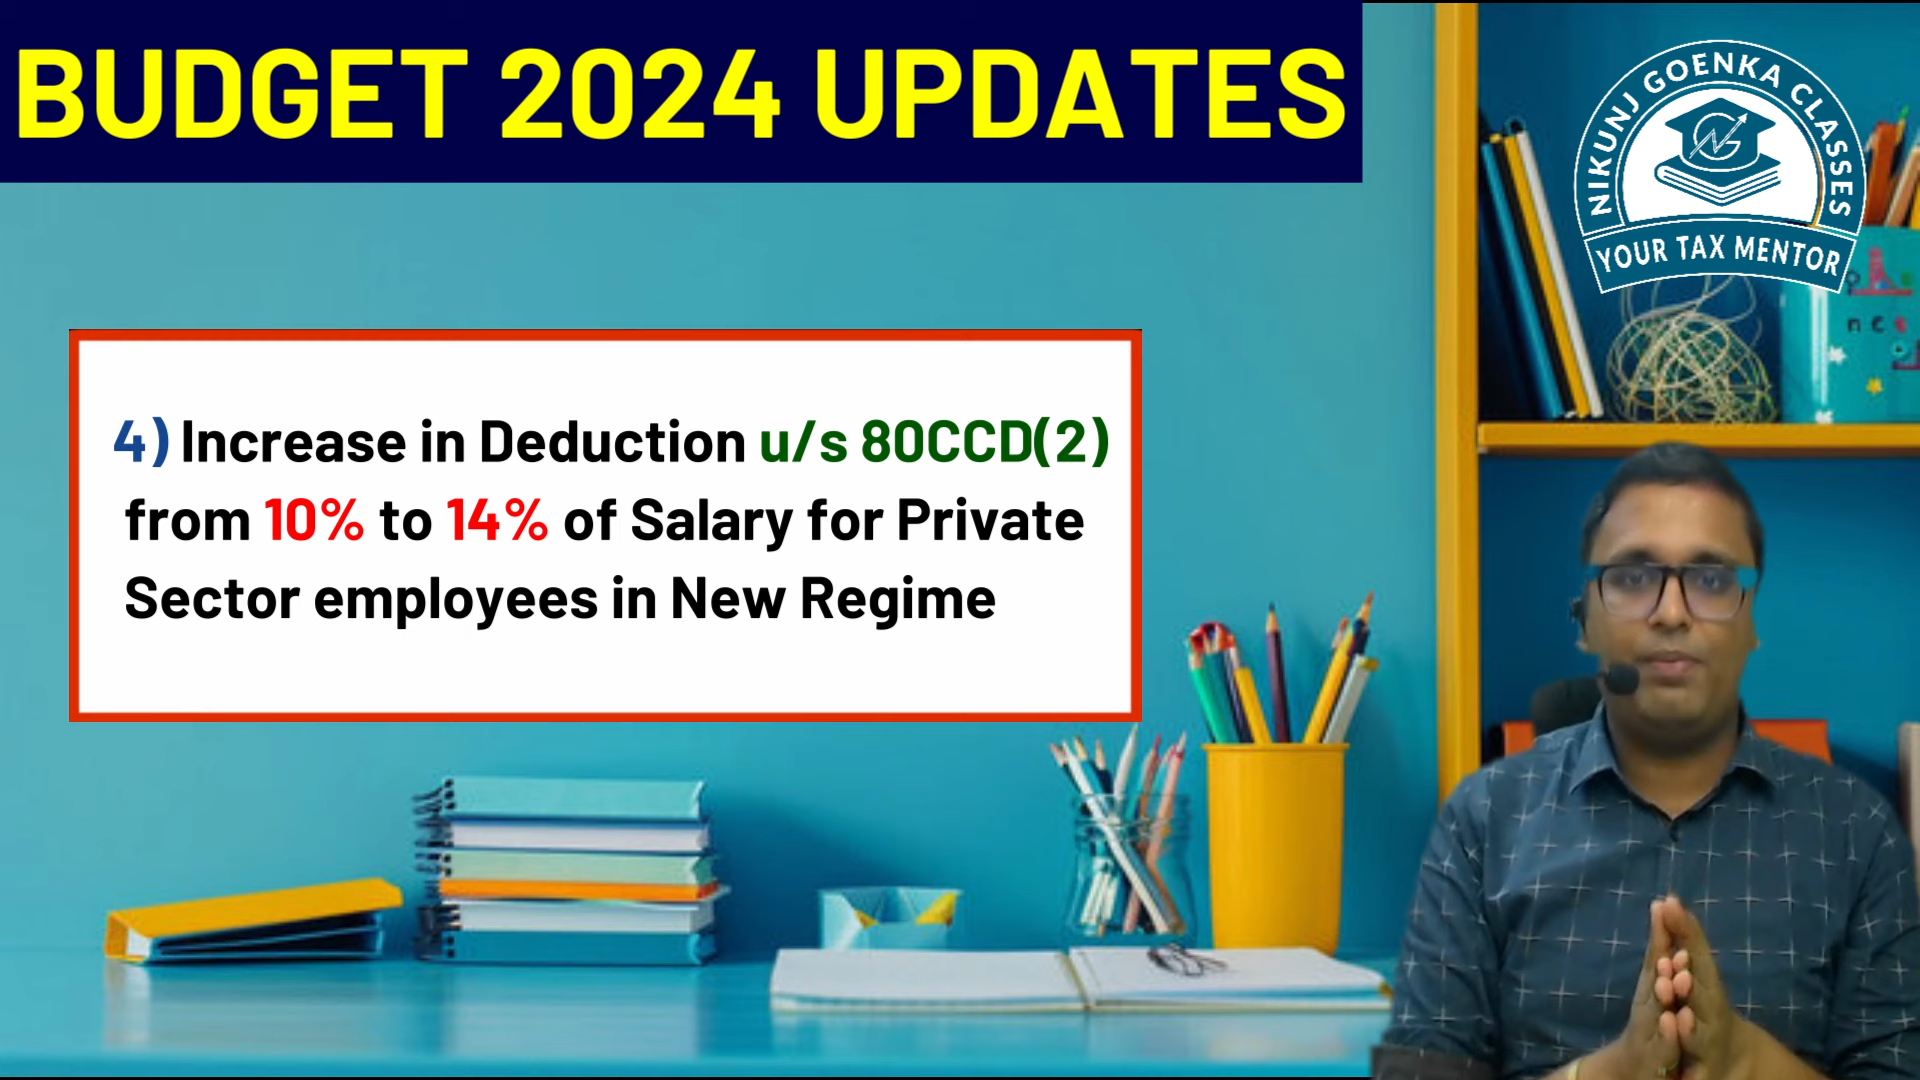 BUDGET 2024 UPDATES
NIKUNJ GOENKA CLASSES
YOUR TAX MENTOR
4) Increase in Deduction u/s 80CCD(2)
from 10% to 14% of Salary for Private
Sector employees in New Regime